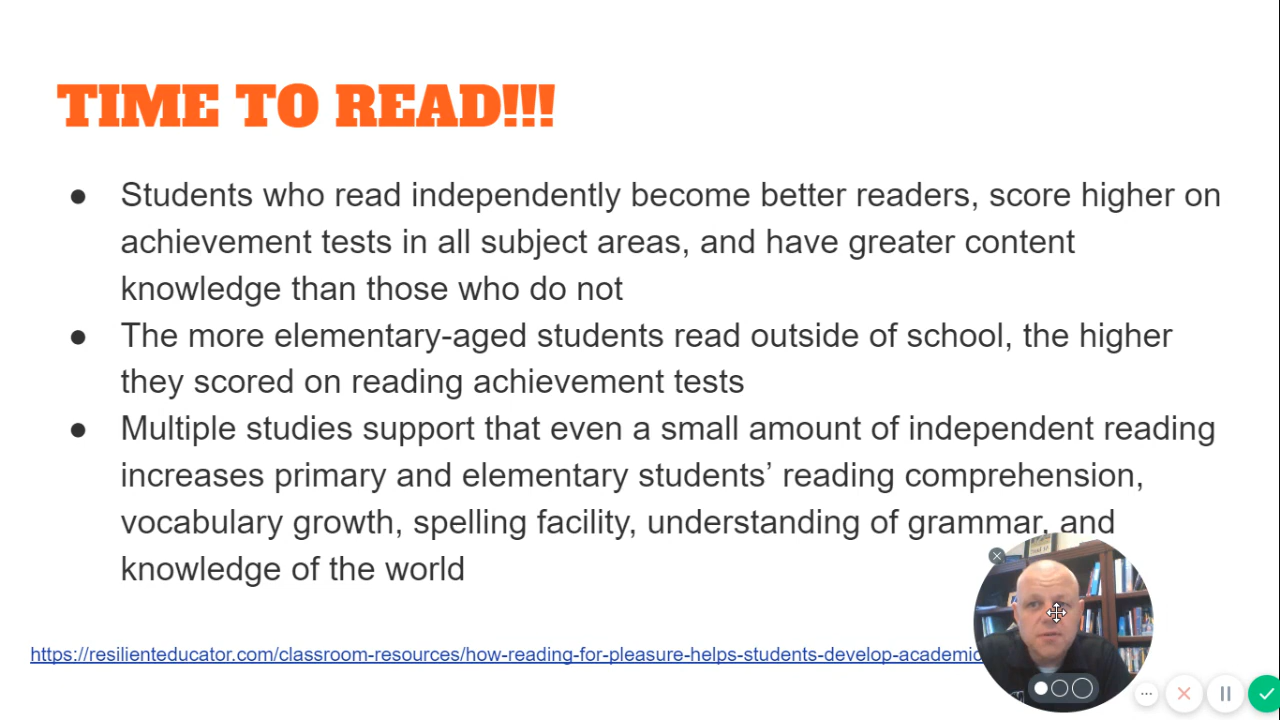 TIME TO READ!!!
● Students who read independently become better readers, score higher on
achievement tests in all subject areas, and have greater content
knowledge than those who do not
● The more elementary-aged students read outside of school, the higher
they scored on reading achievement tests
● Multiple studies support that even a small amount of independent reading
increases primary and elementary students’ reading comprehension,
vocabulary growth, spelling facility, understanding of grammar, and
knowledge of the world
https://resilienteducator.com/classroom-resources/how-reading-for-pleasure-helps-students-develop-academic